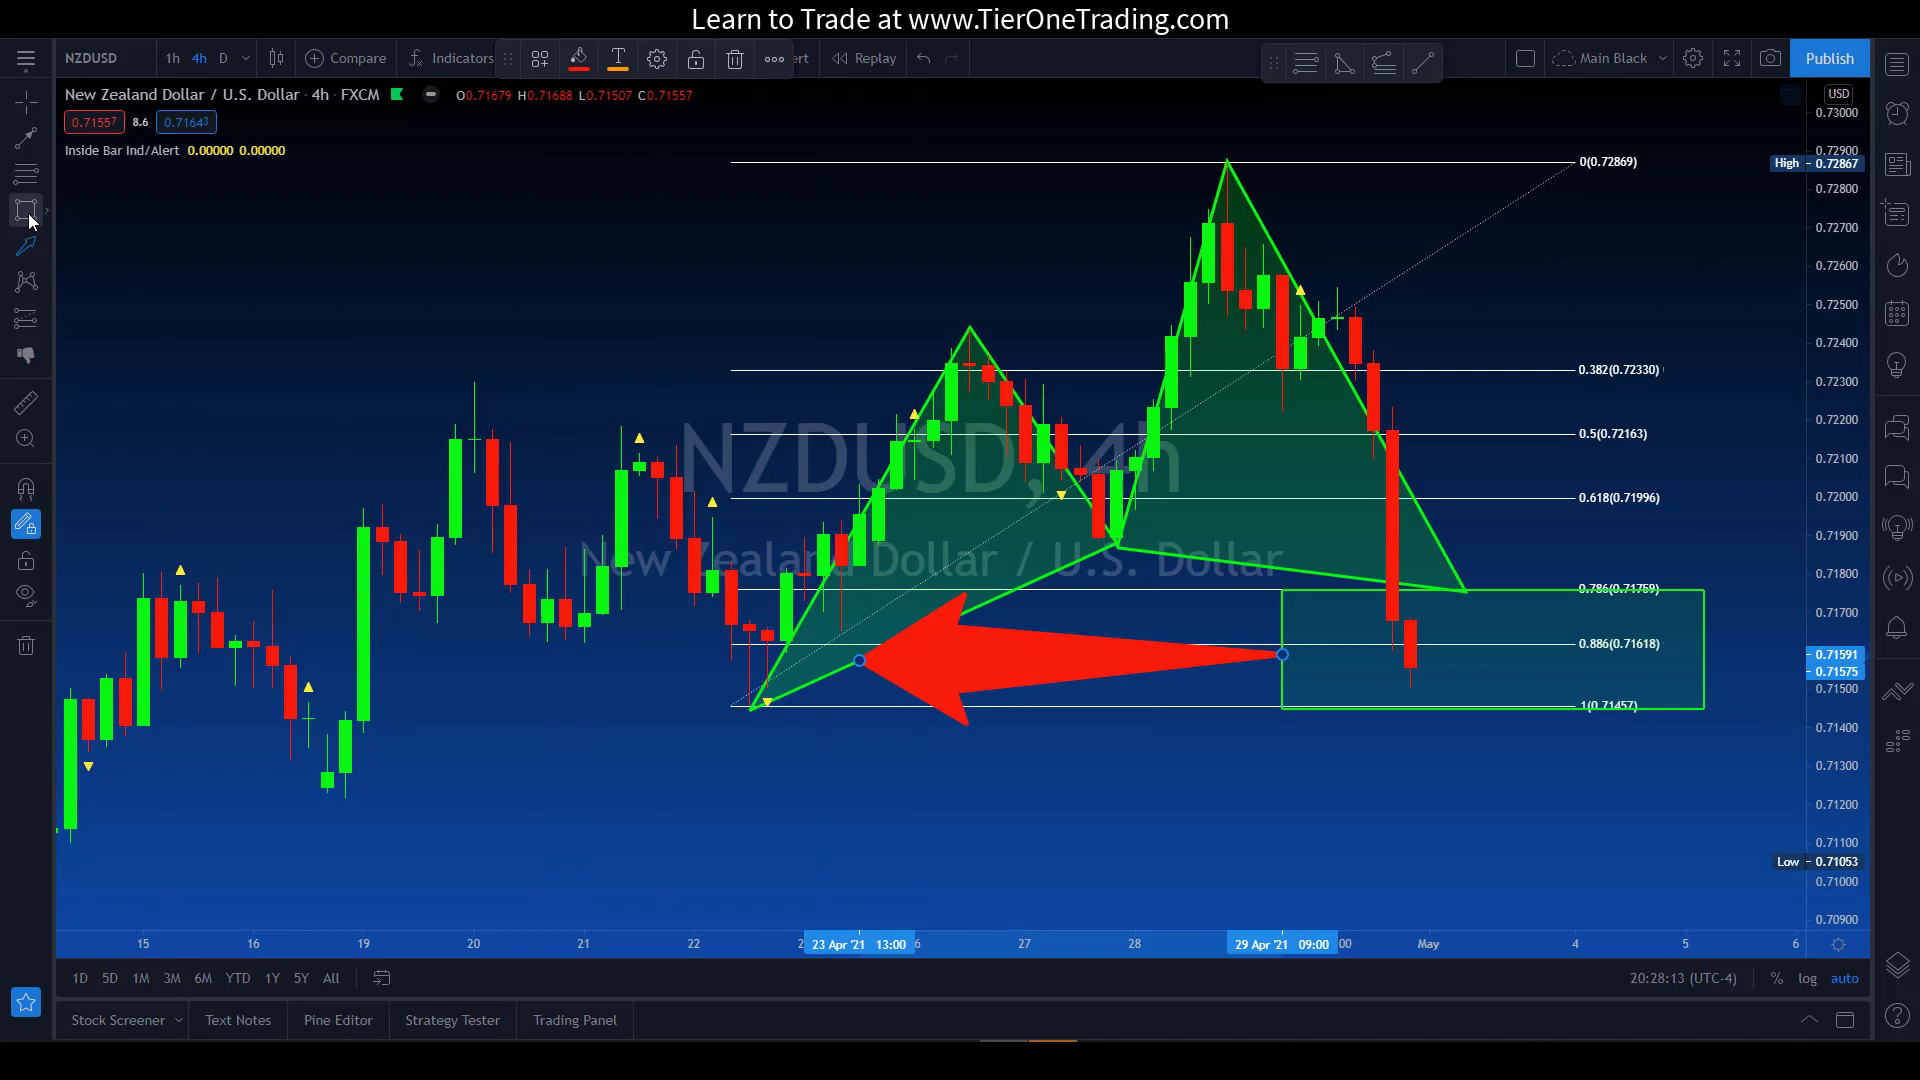 Learn to Trade at www.TierOneTrading.com
NZDUSD 1h 4h D Compare Indicators ert Replay Main Black Publish
New Zealand Dollar / U.S. Dollar · 4h · FXCM O0.71679 H0.71688 L0.71507 C0.71557
0.71557 8.6 0.71643
Inside Bar Ind/Alert 0.00000 0.00000
USD
0.73000
0.72900
High 0.72867
0.72800
0.72700
0.72600
0.72500
0.72400
0.72300
0.72200
0.72100
0.72000
0.71900
0.71800
0.71700
0.71591
0.71575
0.71500
0.71400
0.71300
0.71200
0.71100
Low 0.71053
0.71000
0.70900
0(0.72869)
0.382(0.72330)
0.5(0.72163)
0.618(0.71996)
0.786(0.71759)
0.886(0.71618)
1(0.71457)
NZDUSD, 4h
New Zealand Dollar / U.S. Dollar
15 16 19 20 21 22 2 23 Apr '21 13:00 6 27 28 29 Apr '21 09:00 00 May 4 5 6
1D 5D 1M 3M 6M YTD 1Y 5Y All 20:28:13 (UTC-4) % log auto
Stock Screener Text Notes Pine Editor Strategy Tester Trading Panel